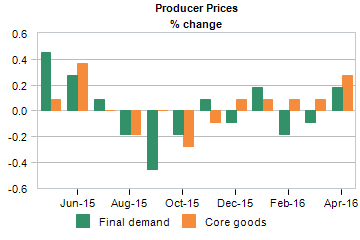 Producer Prices
% change
0.6
0.4
0.2
0.0
-0.2
-0.4
-0.6
Jun-15 Aug-15 Oct-15 Dec-15 Feb-16 Apr-16
Final demand Core goods